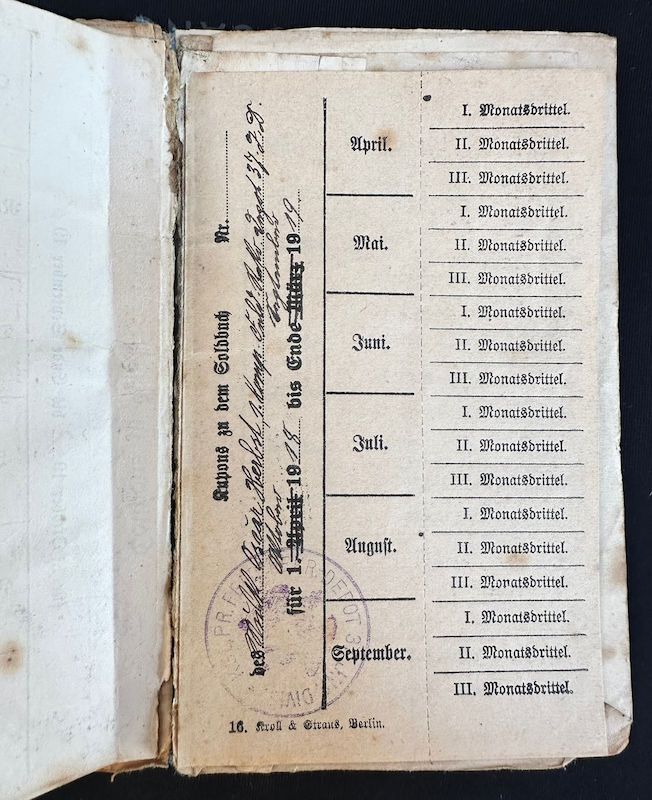 Kupons zu dem Soldbuch Nr.
des
Oktober September
für 1. April 1918 bis Ende März 1919
April.
I. Monatsdrittel.
II. Monatsdrittel.
III. Monatsdrittel.
Mai.
I. Monatsdrittel.
II. Monatsdrittel.
III. Monatsdrittel.
Juni.
I. Monatsdrittel.
II. Monatsdrittel.
III. Monatsdrittel.
Juli.
I. Monatsdrittel.
II. Monatsdrittel.
III. Monatsdrittel.
August.
I. Monatsdrittel.
II. Monatsdrittel.
III. Monatsdrittel.
September.
I. Monatsdrittel.
II. Monatsdrittel.
III. Monatsdrittel.
16. Kroll & Straus, Berlin.